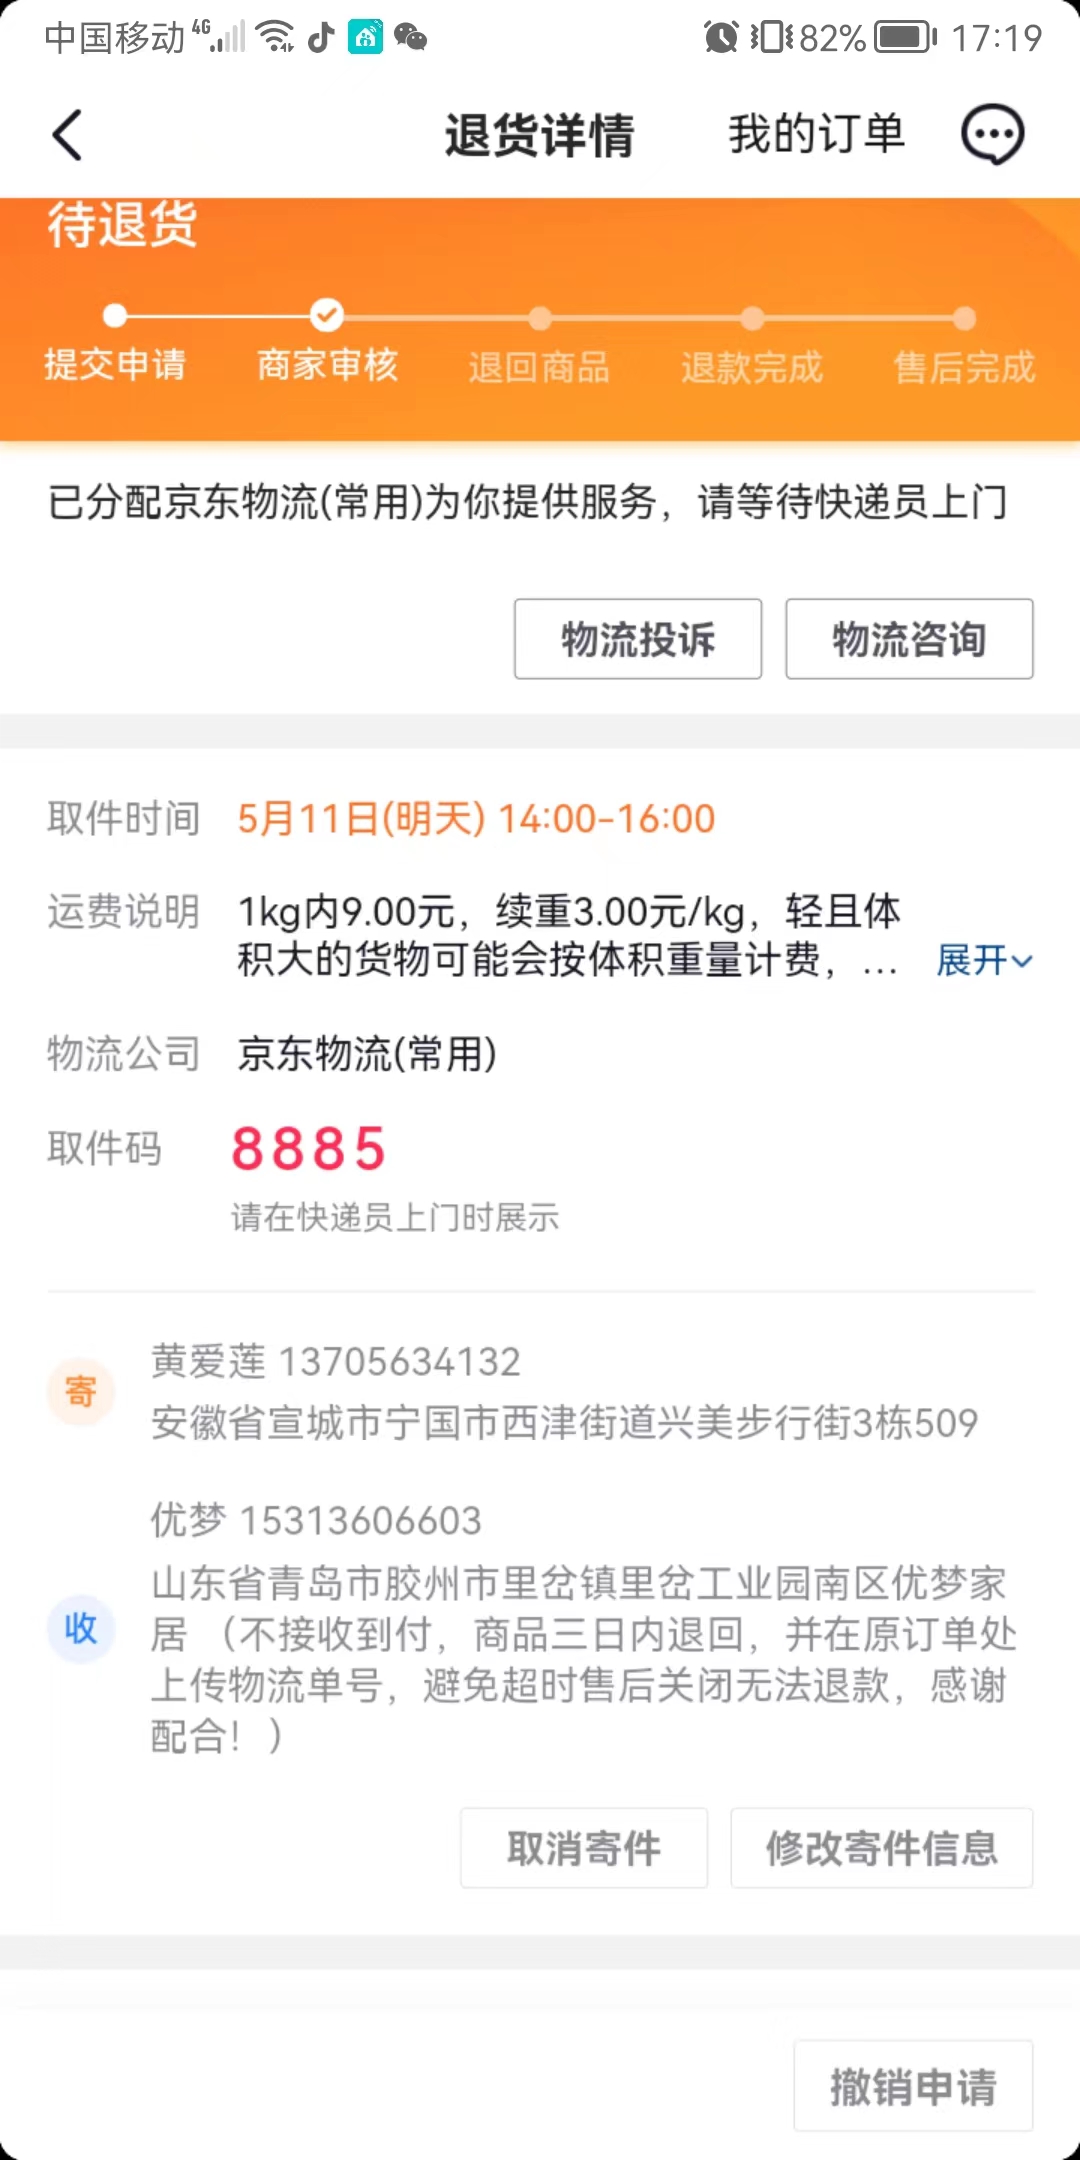 中国移动 4G 82% 17:19
退货详情 我的订单
待退货
提交申请 商家审核 退回商品 退款完成 售后完成
已分配京东物流(常用)为你提供服务，请等待快递员上门
物流投诉 物流咨询
取件时间 5月11日(明天) 14:00-16:00
运费说明 1kg内9.00元，续重3.00元/kg，轻且体
积大的货物可能会按体积重量计费，... 展开
物流公司 京东物流(常用)
取件码 8885
请在快递员上门时展示
黄爱莲 13705634132
寄
安徽省宣城市宁国市西津街道兴美步行街3栋509
优梦 15313606603
山东省青岛市胶州市里岔镇里岔工业园南区优梦家
收 居 （不接收到付，商品三日内退回，并在原订单处
上传物流单号，避免超时售后关闭无法退款，感谢
配合！）
取消寄件 修改寄件信息
撤销申请